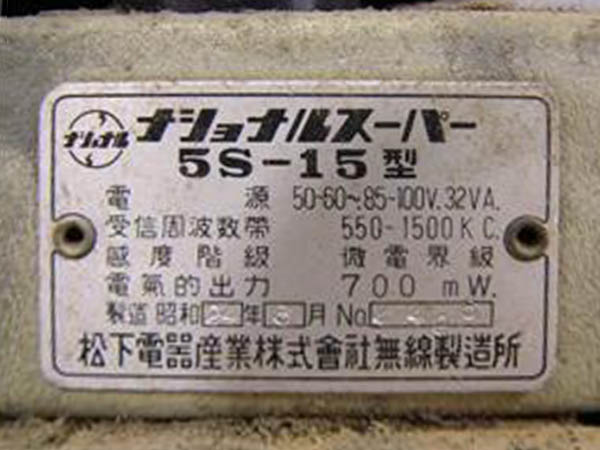 ナショナル ナショナルスーパー
5S-15型
電源 50-60~.85-100V.32VA.
受信周波数帶 550-1500KC.
感度階級 微電界級
電氣的出力 700mW.
製造 昭和 年 月 No
松下電器産業株式會社無線製造所